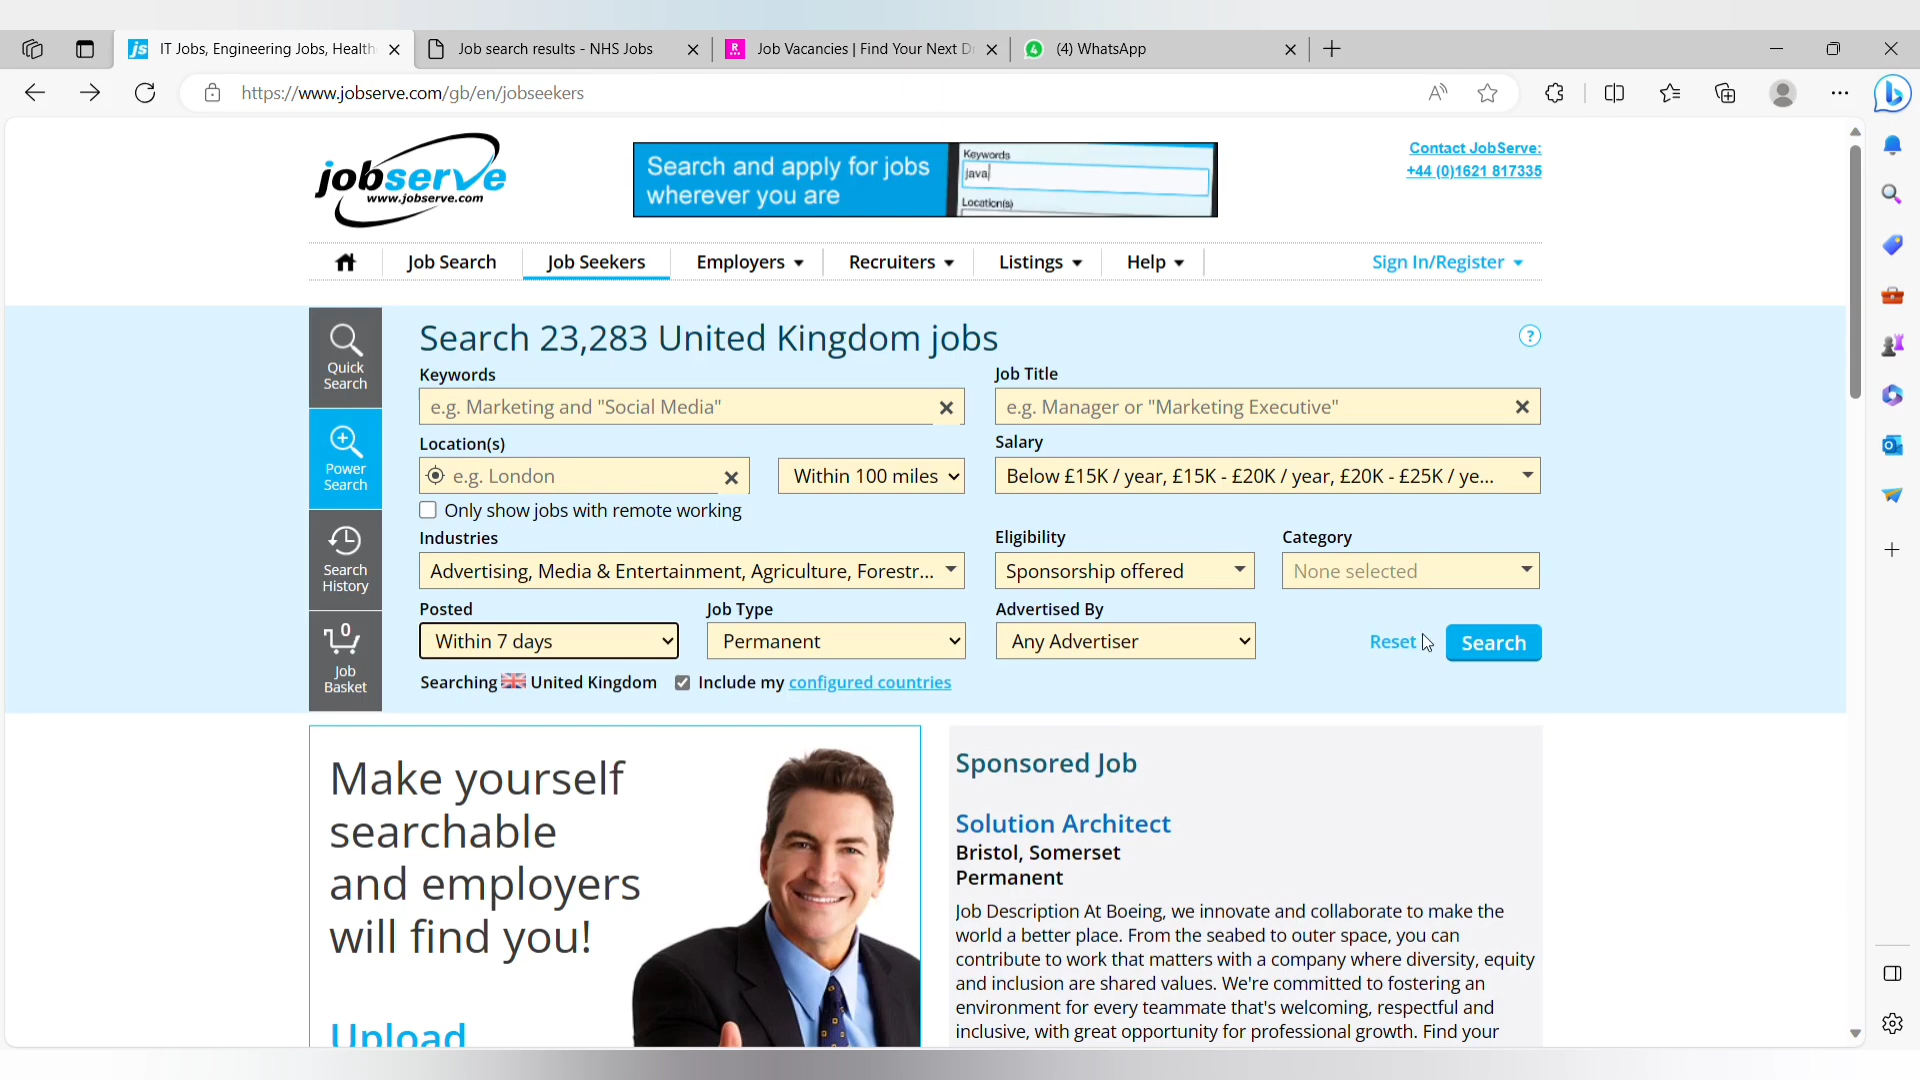 IT Jobs, Engineering Jobs, Health
Job search results - NHS Jobs
Job Vacancies | Find Your Next D
(4) WhatsApp
https://www.jobserve.com/gb/en/jobseekers
jobserve
www.jobserve.com
Search and apply for jobs
wherever you are
Keywords
java
Location(s)
Contact JobServe:
+44 (0)1621 817335
Job Search
Job Seekers
Employers
Recruiters
Listings
Help
Sign In/Register
Quick
Search
Power
Search
Search
History
0
Job
Basket
Search 23,283 United Kingdom jobs
?
Keywords
Job Title
e.g. Marketing and "Social Media"
e.g. Manager or "Marketing Executive"
Location(s)
Salary
e.g. London
Within 100 miles
Below £15K / year, £15K - £20K / year, £20K - £25K / ye...
Only show jobs with remote working
Industries
Eligibility
Category
Advertising, Media & Entertainment, Agriculture, Forestr...
Sponsorship offered
None selected
Posted
Job Type
Advertised By
Within 7 days
Permanent
Any Advertiser
Reset
Search
Searching United Kingdom
Include my configured countries
Make yourself
searchable
and employers
will find you!
Upload
Sponsored Job
Solution Architect
Bristol, Somerset
Permanent
Job Description At Boeing, we innovate and collaborate to make the
world a better place. From the seabed to outer space, you can
contribute to work that matters with a company where diversity, equity
and inclusion are shared values. We're committed to fostering an
environment for every teammate that's welcoming, respectful and
inclusive, with great opportunity for professional growth. Find your